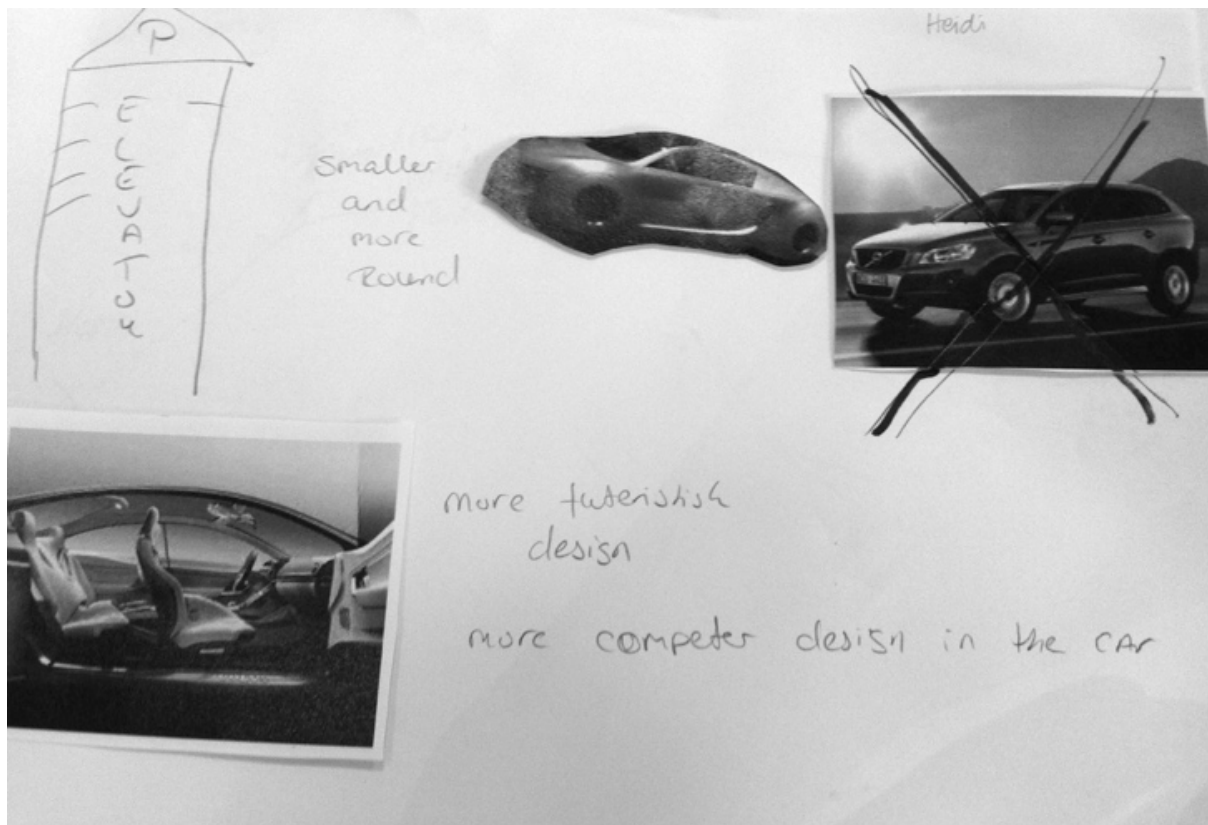 Heidi
P
E
L
E
V
A
T
O
R
Smaller
and
more
Round
more futeristish
design
more competer design in the CAr